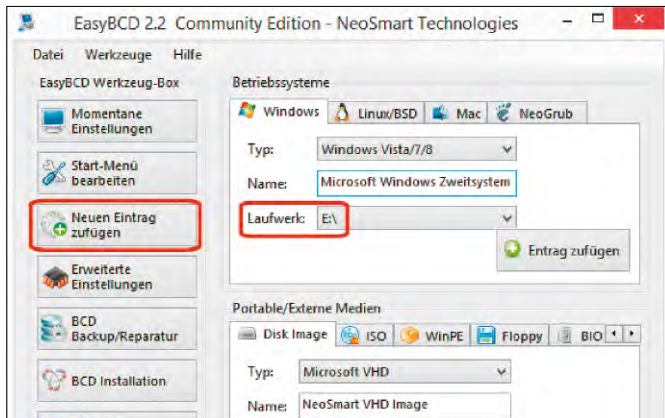 EasyBCD 2.2 Community Edition - NeoSmart Technologies
Datei Werkzeuge Hilfe
EasyBCD Werkzeug-Box
Momentane
Einstellungen
Start-Menü
bearbeiten
Neuen Eintrag
zufügen
Erweiterte
Einstellungen
BCD
Backup/Reparatur
BCD Installation
Betriebssysteme
Windows Linux/BSD Mac NeoGrub
Typ: Windows Vista/7/8
Name: Microsoft Windows Zweitsystem
Laufwerk: E:\
Entrag zufügen
Portable/Externe Medien
Disk Image ISO WinPE Floppy BIO
Typ: Microsoft VHD
Name: NeoSmart VHD Image